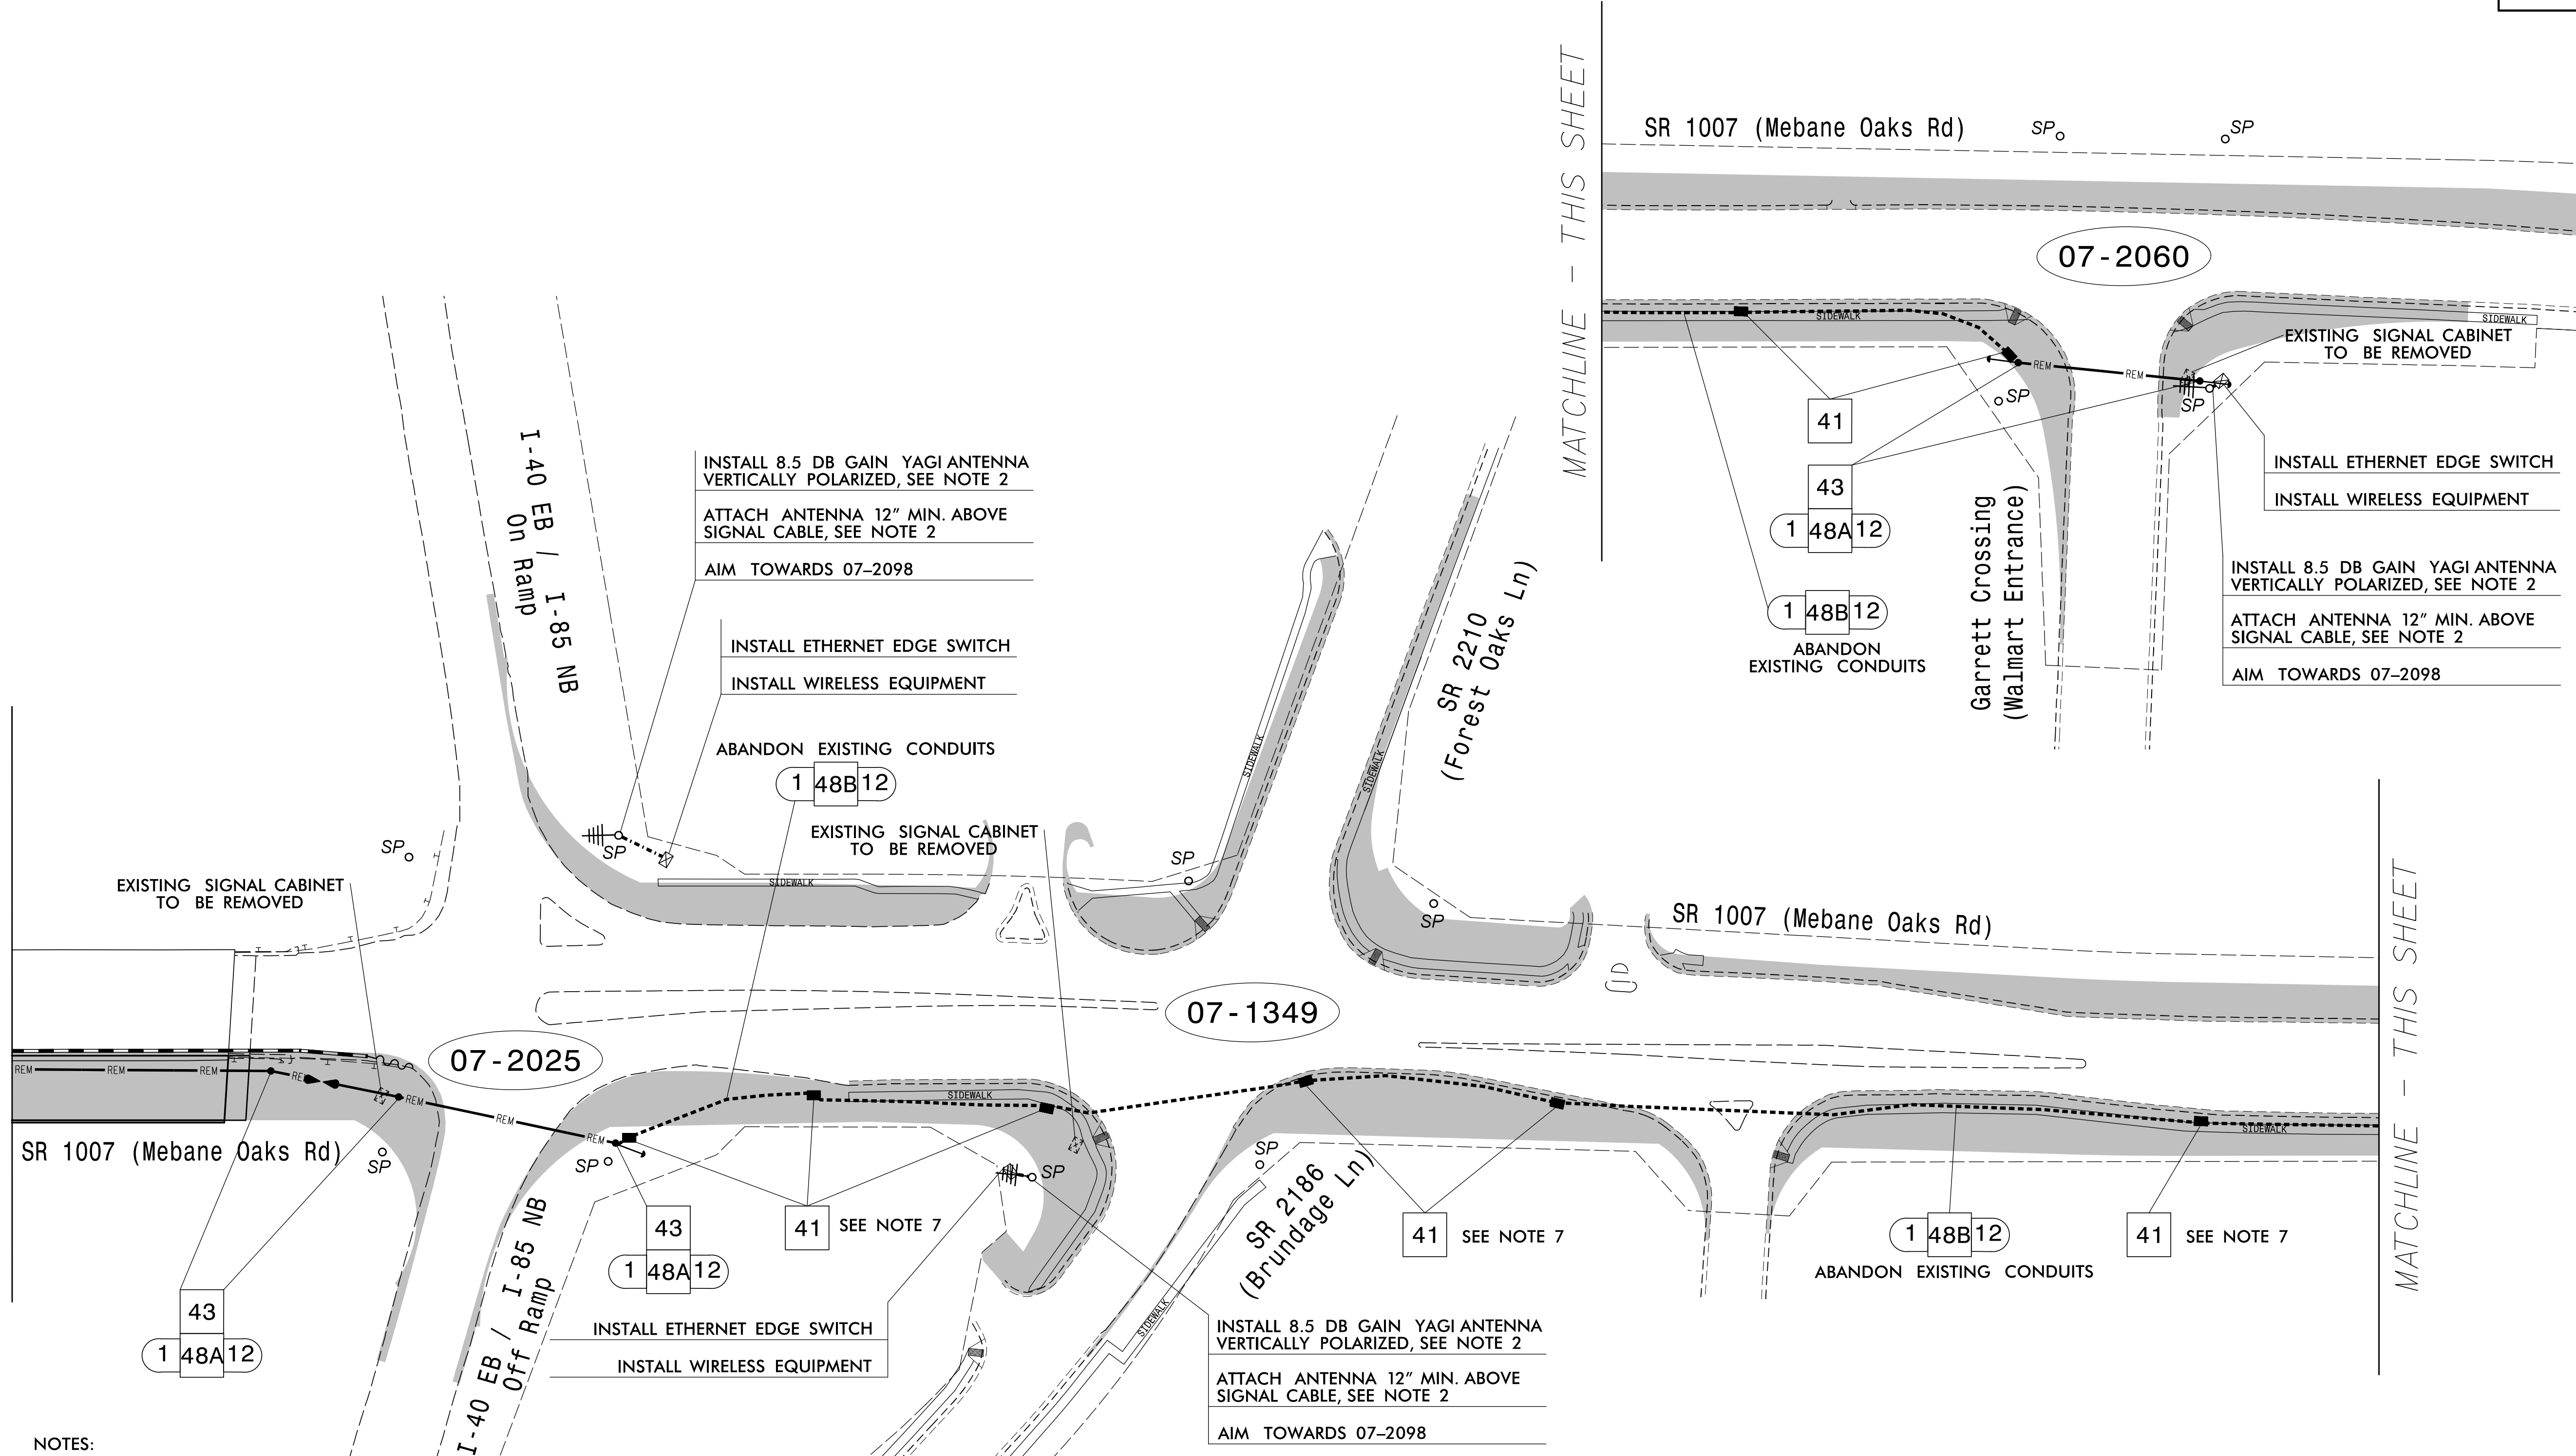 MATCHLINE - THIS SHEET
SR 1007 (Mebane Oaks Rd)
SP
SP
07-2060
SIDEWALK
SIDEWALK
EXISTING SIGNAL CABINET
TO BE REMOVED
REM
REM
SP
SP
41
43
1 48A 12
1 48B 12
ABANDON
EXISTING CONDUITS
Garrett Crossing
(Walmart Entrance)
INSTALL ETHERNET EDGE SWITCH
INSTALL WIRELESS EQUIPMENT
INSTALL 8.5 DB GAIN YAGI ANTENNA
VERTICALLY POLARIZED, SEE NOTE 2
ATTACH ANTENNA 12" MIN. ABOVE
SIGNAL CABLE, SEE NOTE 2
AIM TOWARDS 07–2098
I-40 EB / I-85 NB
On Ramp
INSTALL 8.5 DB GAIN YAGI ANTENNA
VERTICALLY POLARIZED, SEE NOTE 2
ATTACH ANTENNA 12" MIN. ABOVE
SIGNAL CABLE, SEE NOTE 2
AIM TOWARDS 07–2098
INSTALL ETHERNET EDGE SWITCH
INSTALL WIRELESS EQUIPMENT
ABANDON EXISTING CONDUITS
1 48B 12
EXISTING SIGNAL CABINET
TO BE REMOVED
SP
SP
SP
SIDEWALK
SIDEWALK
SIDEWALK
SR 2210
(Forest Oaks Ln)
SP
SR 1007 (Mebane Oaks Rd)
MATCHLINE - THIS SHEET
EXISTING SIGNAL CABINET
TO BE REMOVED
07-2025
07-1349
REM
REM
REM
REM
REM
REM
REM
SIDEWALK
SIDEWALK
SR 1007 (Mebane Oaks Rd)
SP
SP
SP
SP
43
1 48A 12
43
1 48A 12
41 SEE NOTE 7
41 SEE NOTE 7
1 48B 12
ABANDON EXISTING CONDUITS
41 SEE NOTE 7
SR 2186
(Brundage Ln)
SIDEWALK
I-40 EB / I-85 NB
Off Ramp
INSTALL ETHERNET EDGE SWITCH
INSTALL WIRELESS EQUIPMENT
INSTALL 8.5 DB GAIN YAGI ANTENNA
VERTICALLY POLARIZED, SEE NOTE 2
ATTACH ANTENNA 12" MIN. ABOVE
SIGNAL CABLE, SEE NOTE 2
AIM TOWARDS 07–2098
NOTES: